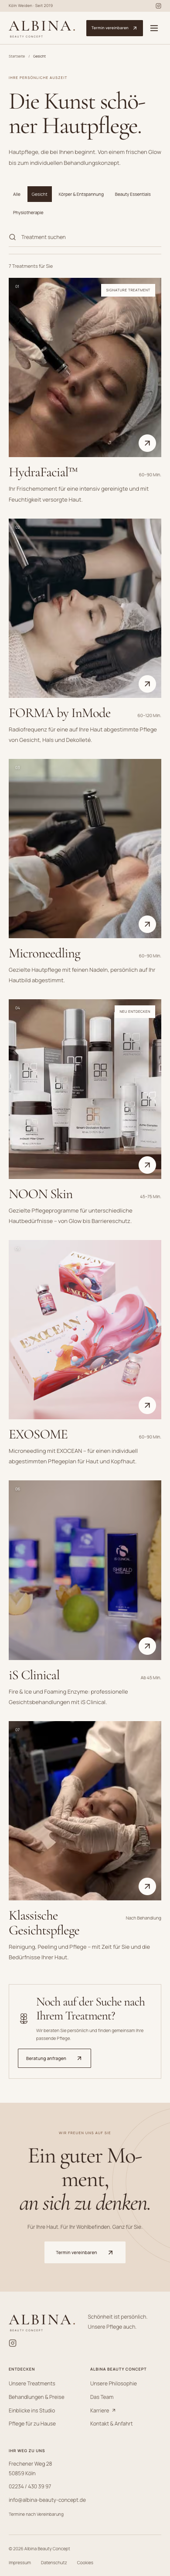 Köln Weiden · Seit 2019
ALBINA.
BEAUTY CONCEPT
Termin vereinbaren
Startseite / Gesicht
IHRE PERSÖNLICHE AUSZEIT
Die Kunst schö-
ner Hautpflege.
Hautpflege, die bei Ihnen beginnt. Von einem frischen Glow
bis zum individuellen Behandlungskonzept.
Alle
Gesicht
Körper & Entspannung
Beauty Essentials
Physiotherapie
Treatment suchen
7 Treatments für Sie
01
SIGNATURE TREATMENT
HydraFacial™
60–90 Min.
Ihr Frischemoment für eine intensiv gereinigte und mit
Feuchtigkeit versorgte Haut.
FORMA by InMode
60–120 Min.
Radiofrequenz für eine auf Ihre Haut abgestimmte Pflege
von Gesicht, Hals und Dekolleté.
Microneedling
60–90 Min.
Gezielte Hautpflege mit feinen Nadeln, persönlich auf Ihr
Hautbild abgestimmt.
04
NEU ENTDECKEN
NOON Skin
45–75 Min.
Gezielte Pflegeprogramme für unterschiedliche
Hautbedürfnisse – von Glow bis Barriereschutz.
EXOCEAN
EXOSOME
60–90 Min.
Microneedling mit EXOCEAN – für einen individuell
abgestimmten Pflegeplan für Haut und Kopfhaut.
06
iS CLINICAL
SHEALD
iS Clinical
Ab 45 Min.
Fire & Ice und Foaming Enzyme: professionelle
Gesichtsbehandlungen mit iS Clinical.
07
Klassische
Gesichtspflege
Nach Behandlung
Reinigung, Peeling und Pflege – mit Zeit für Sie und die
Bedürfnisse Ihrer Haut.
Noch auf der Suche nach
Ihrem Treatment?
Wir beraten Sie persönlich und finden gemeinsam Ihre
passende Pflege.
Beratung anfragen
WIR FREUEN UNS AUF SIE
Ein guter Mo-
ment,
an sich zu denken.
Für Ihre Haut. Für Ihr Wohlbefinden. Ganz für Sie.
Termin vereinbaren
ALBINA.
BEAUTY CONCEPT
Schönheit ist persönlich.
Unsere Pflege auch.
ENTDECKEN
Unsere Treatments
Behandlungen & Preise
Einblicke ins Studio
Pflege für zu Hause
ALBINA BEAUTY CONCEPT
Unsere Philosophie
Das Team
Karriere
Kontakt & Anfahrt
IHR WEG ZU UNS
Frechener Weg 28
50859 Köln
02234 / 430 39 97
info@albina-beauty-concept.de
Termine nach Vereinbarung
© 2026 Albina Beauty Concept
Impressum
Datenschutz
Cookies